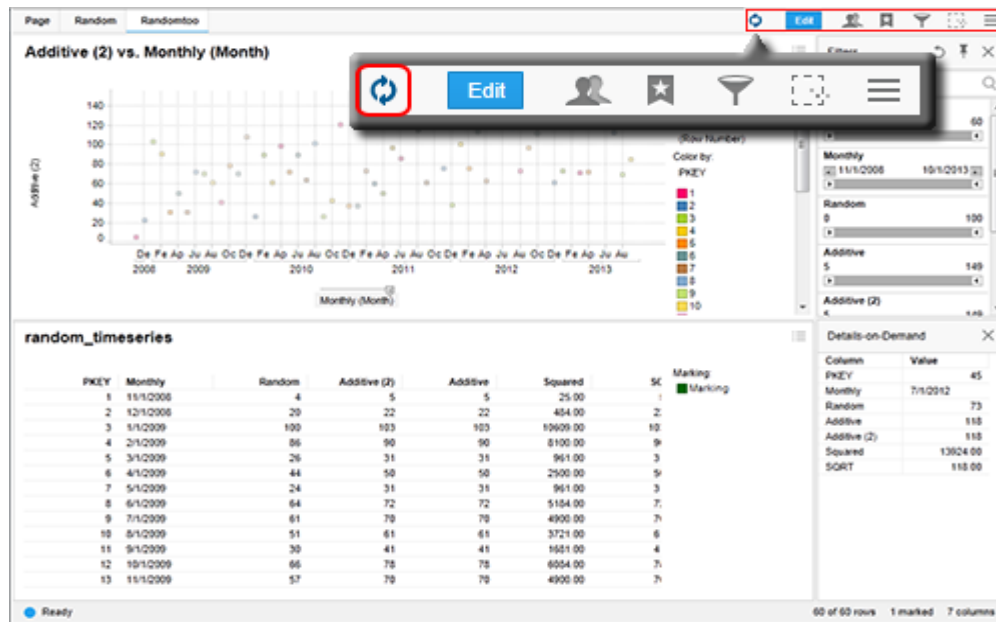 Page Random Randomtoo Edit
Additive (2) vs. Monthly (Month)
Edit
Additive (2)
140
120
100
80
60
40
20
0
De Fe Ap Ju Au Oc De Fe Ap Ju Au Oc De Fe Ap Ju Au Oc De Fe Ap Ju Au Oc De Fe Ap Ju Au
2008 2009 2010 2011 2012 2013
Monthly (Month)
(Row Number)
Color by:
PKEY
1
2
3
4
5
6
7
8
9
10
Filters
60
Monthly
11/1/2008 10/1/2013
Random
0 100
Additive
5 149
Additive (2)
5 149
random_timeseries
PKEY Monthly Random Additive (2) Additive Squared
1 11/1/2008 4 5 5 25.00
2 12/1/2008 20 22 22 484.00
3 1/1/2009 100 103 103 10609.00
4 2/1/2009 86 90 90 8100.00
5 3/1/2009 26 31 31 961.00
6 4/1/2009 44 50 50 2500.00
7 5/1/2009 24 31 31 961.00
8 6/1/2009 64 72 72 5184.00
9 7/1/2009 61 70 70 4900.00
10 8/1/2009 51 61 61 3721.00
11 9/1/2009 30 41 41 1681.00
12 10/1/2009 66 78 78 6084.00
13 11/1/2009 57 70 70 4900.00
Marking:
Marking
Details-on-Demand
Column Value
PKEY 45
Monthly 7/1/2012
Random 73
Additive 118
Additive (2) 118
Squared 13924.00
SQRT 118.00
Ready
60 of 60 rows 1 marked 7 columns